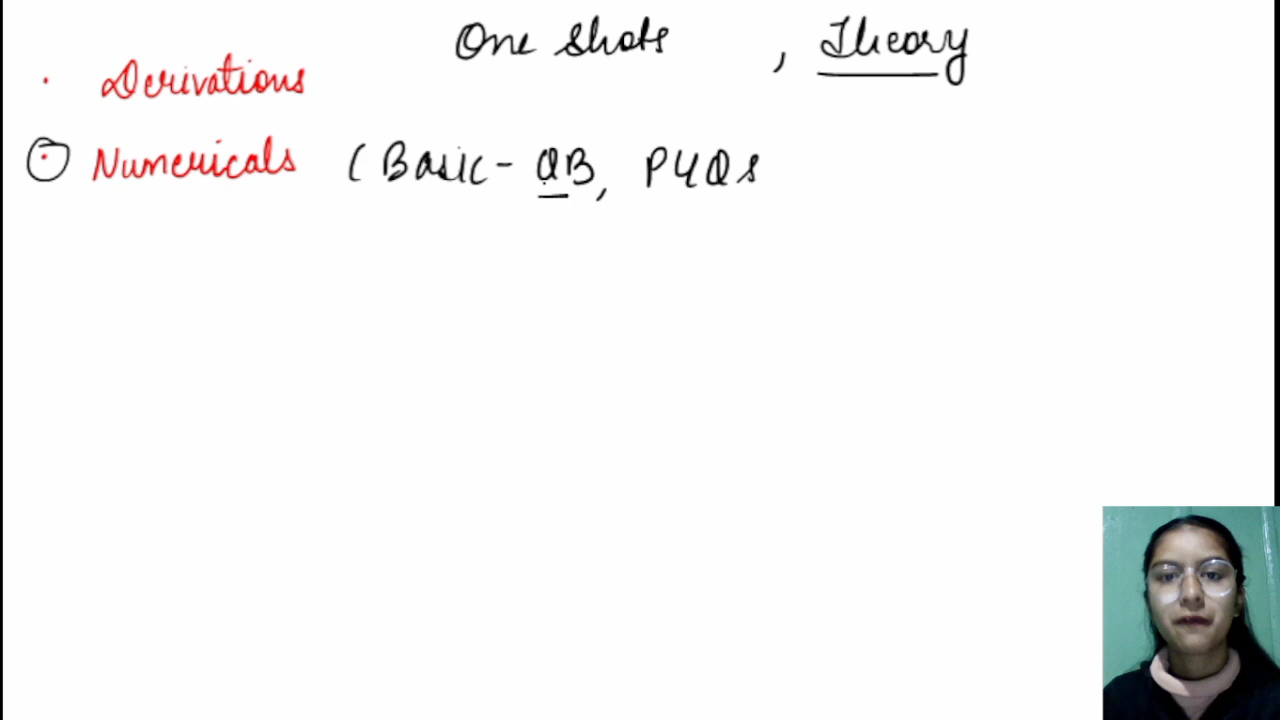 One Shots , Theory
· Derivations
· Numericals (Basic - QB, PYQs